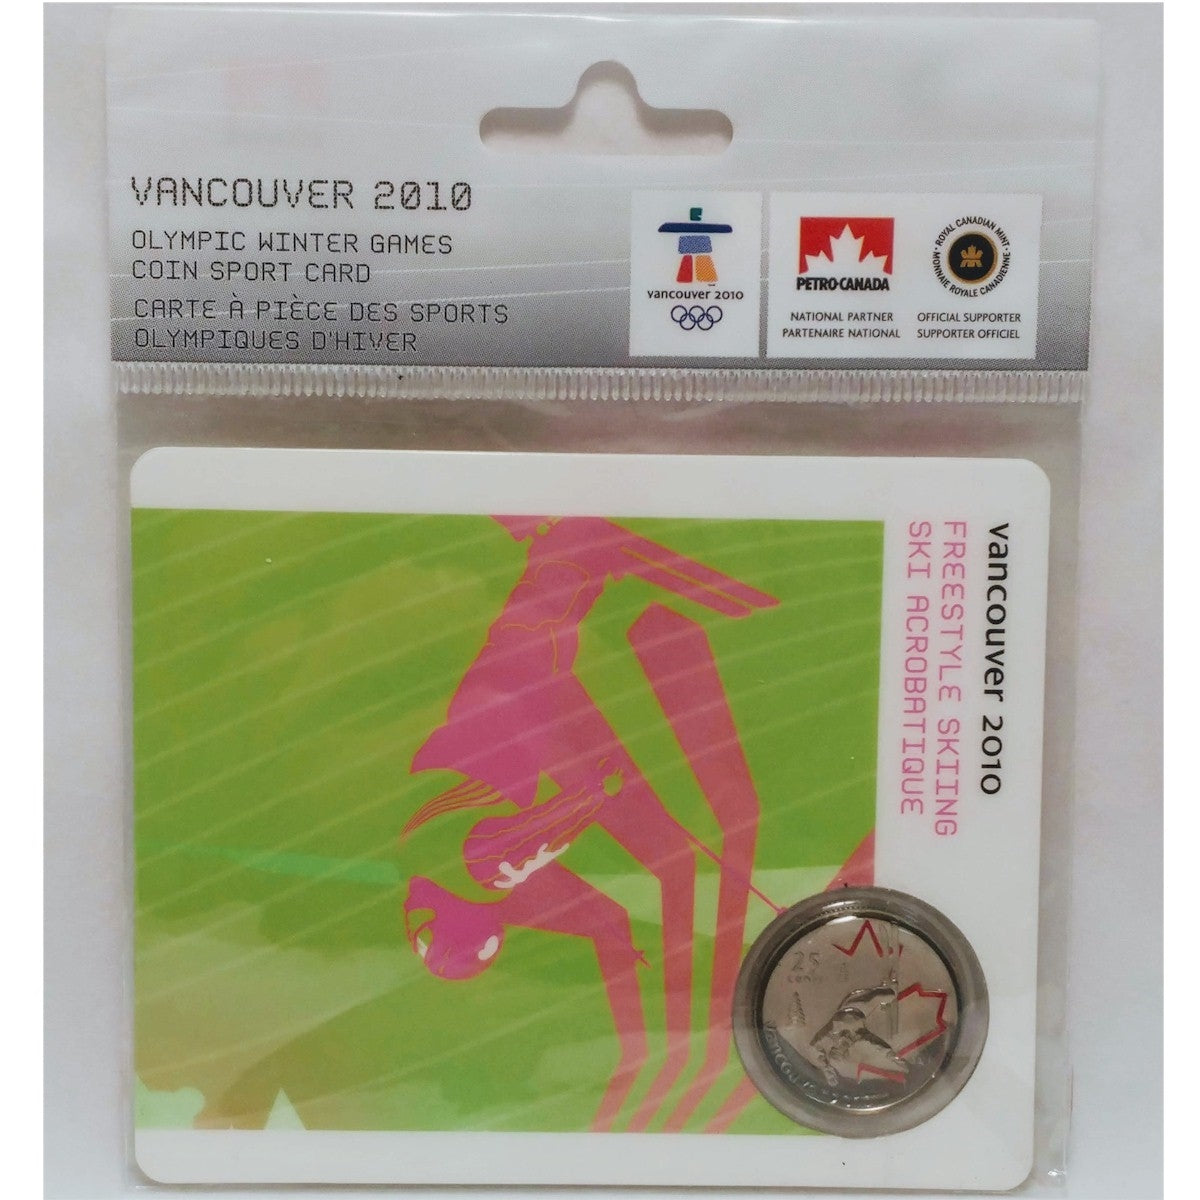 VANCOUVER 2010
OLYMPIC WINTER GAMES
COIN SPORT CARD
CARTE À PIÈCE DES SPORTS
OLYMPIQUES D'HIVER
vancouver 2010
PETRO-CANADA
NATIONAL PARTNER
PARTENAIRE NATIONAL
ROYAL CANADIAN MINT
MONNAIE ROYALE CANADIENNE
OFFICIAL SUPPORTER
SUPPORTER OFFICIEL
vancouver 2010
FREESTYLE SKIING
SKI ACROBATIQUE
vancouver